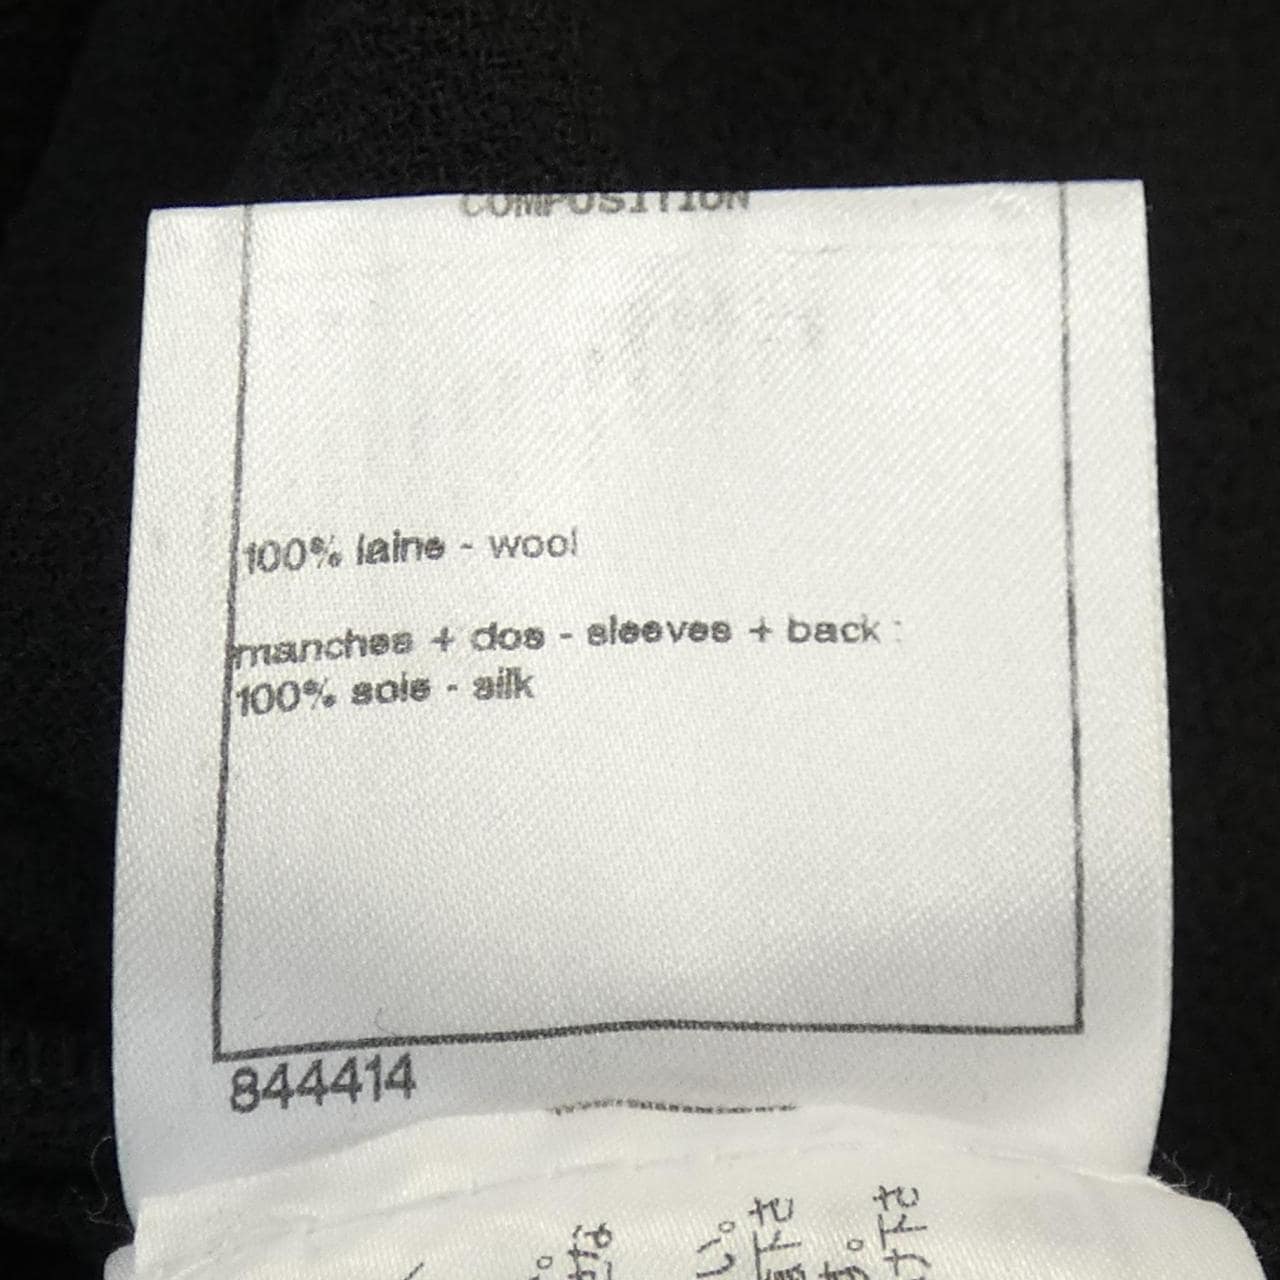 COMPOSITION
100% laine - wool
manches + dos - sleeves + back :
100% soie - silk
844414